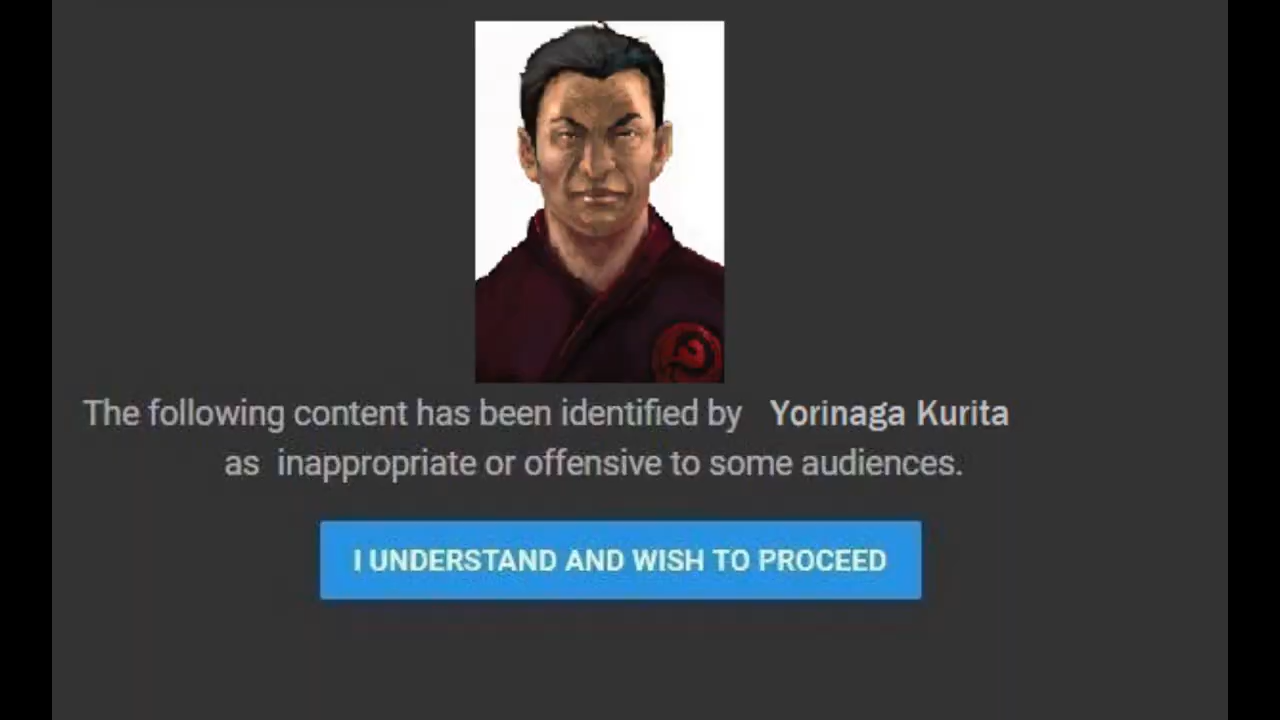 The following content has been identified by Yorinaga Kurita
as inappropriate or offensive to some audiences.
I UNDERSTAND AND WISH TO PROCEED